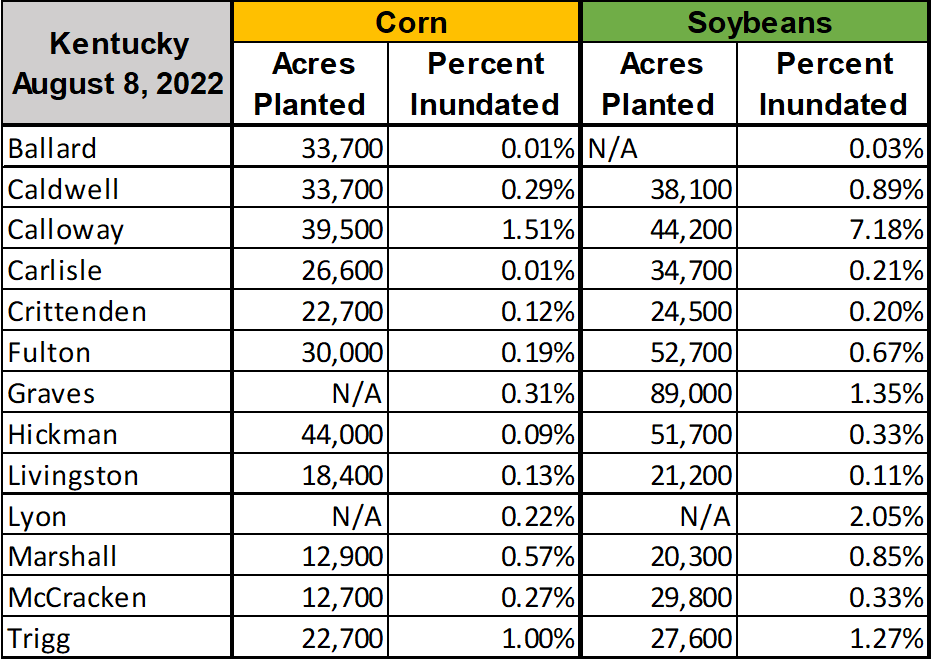 Kentucky
August 8, 2022
Corn Soybeans
Acres Planted Percent Inundated Acres Planted Percent Inundated
Ballard 33,700 0.01% N/A 0.03%
Caldwell 33,700 0.29% 38,100 0.89%
Calloway 39,500 1.51% 44,200 7.18%
Carlisle 26,600 0.01% 34,700 0.21%
Crittenden 22,700 0.12% 24,500 0.20%
Fulton 30,000 0.19% 52,700 0.67%
Graves N/A 0.31% 89,000 1.35%
Hickman 44,000 0.09% 51,700 0.33%
Livingston 18,400 0.13% 21,200 0.11%
Lyon N/A 0.22% N/A 2.05%
Marshall 12,900 0.57% 20,300 0.85%
McCracken 12,700 0.27% 29,800 0.33%
Trigg 22,700 1.00% 27,600 1.27%